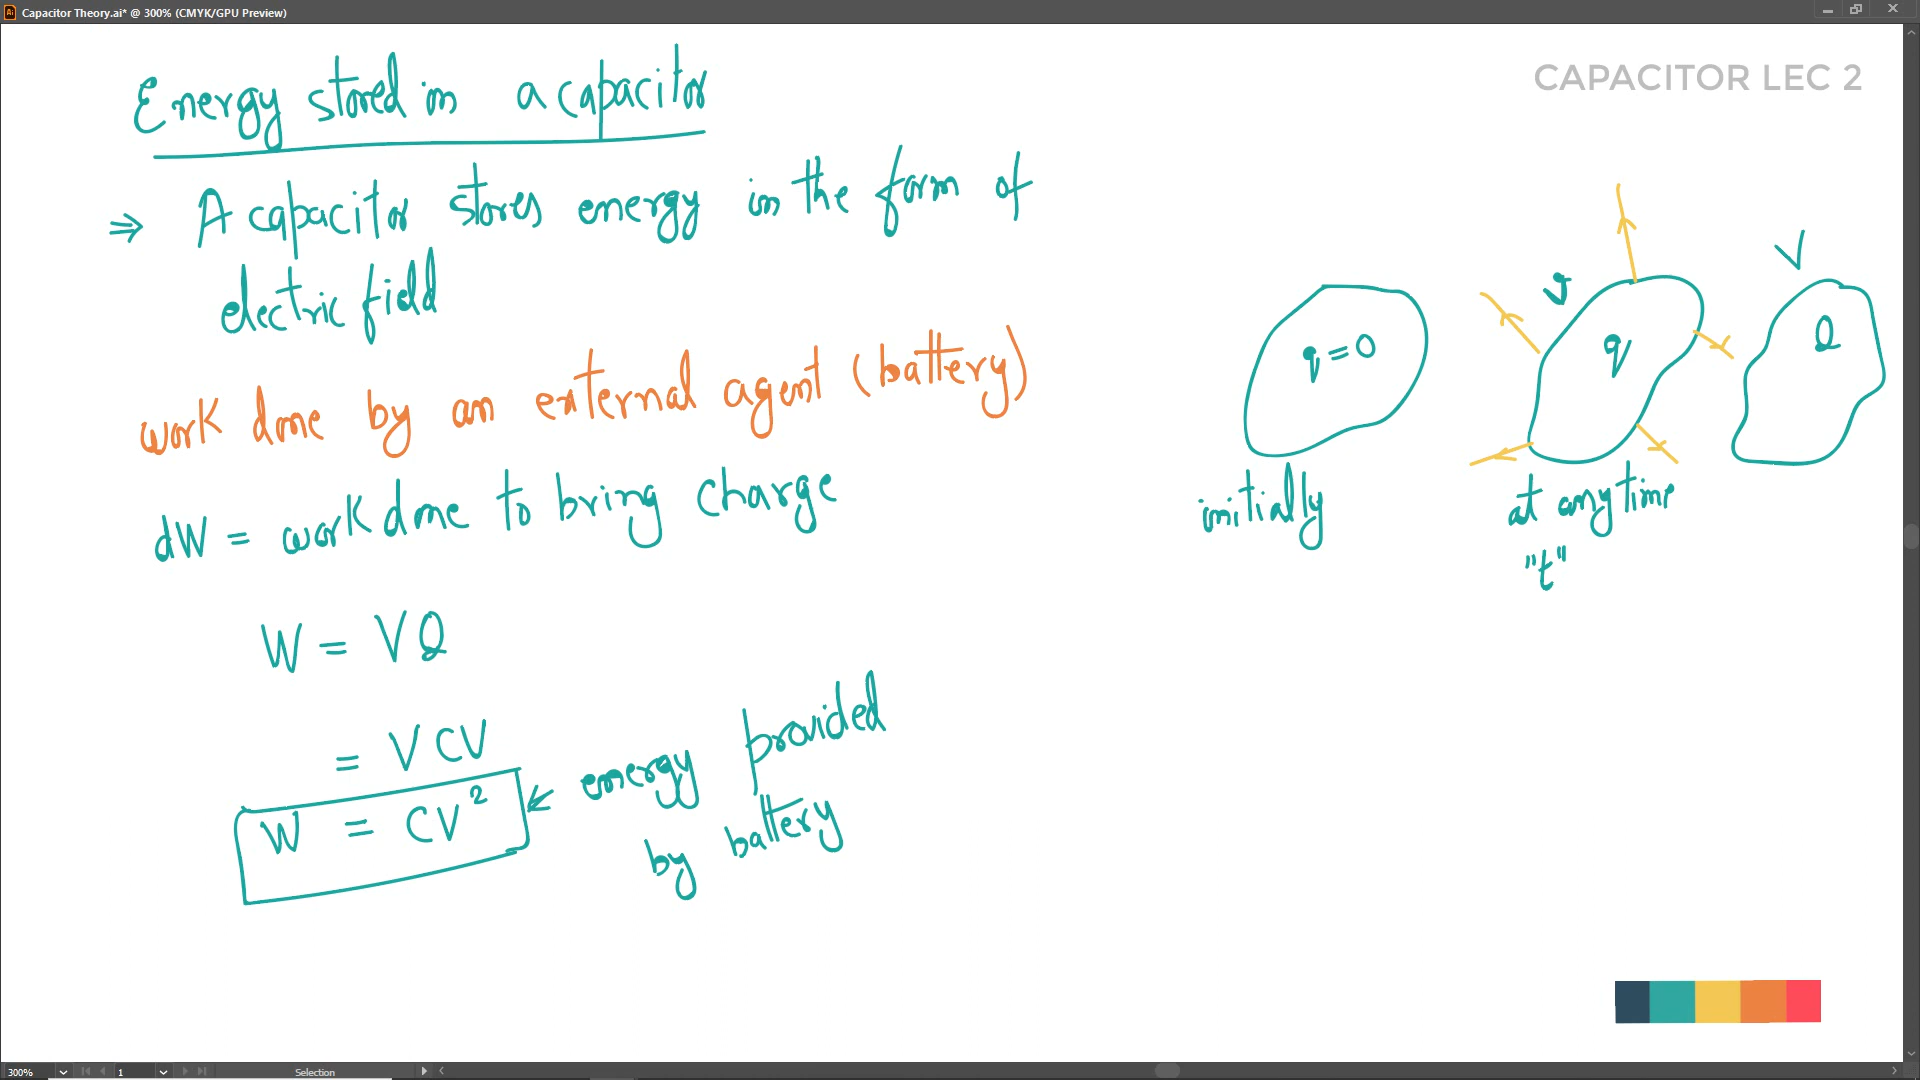 Capacitor Theory.ai* @ 300% (CMYK/GPU Preview)
CAPACITOR LEC 2
Energy stored in a capacitor
⇒ A capacitor stores energy in the form of
electric field
work done by an external agent (battery)
dW = work done to bring charge
W = VQ
= VCV
W = CV²
← energy provided
by battery
q = 0
initially
v
q
at any time
"t"
V
Q
300%
1
Selection